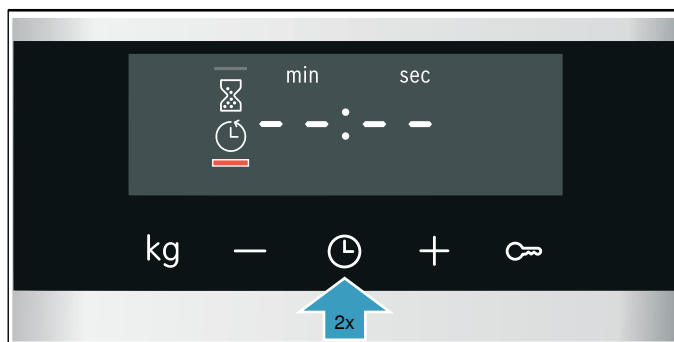 min sec
– – : – –
kg − +
2x